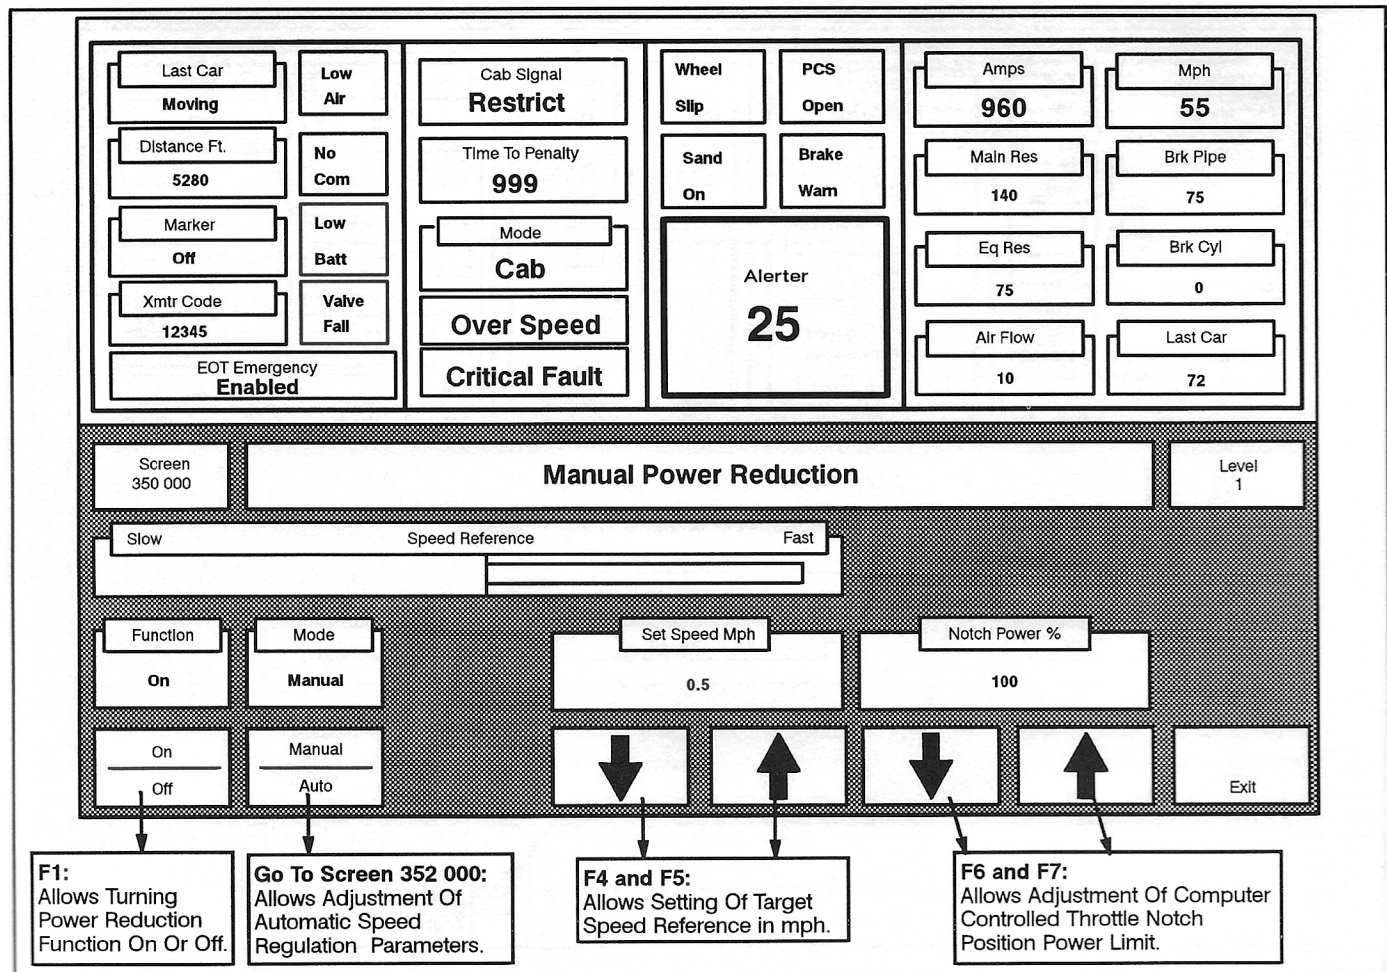 Last Car
Moving
Low
Air
Distance Ft.
5280
No
Com
Marker
Off
Low
Batt
Xmtr Code
12345
Valve
Fail
EOT Emergency
Enabled
Cab Signal
Restrict
Time To Penalty
999
Mode
Cab
Over Speed
Critical Fault
Wheel
Slip
PCS
Open
Sand
On
Brake
Warn
Alerter
25
Amps
960
Mph
55
Main Res
140
Brk Pipe
75
Eq Res
75
Brk Cyl
0
Air Flow
10
Last Car
72
Screen
350 000
Manual Power Reduction
Level
1
Slow Speed Reference Fast
Function
On
Mode
Manual
Set Speed Mph
0.5
Notch Power %
100
On
Off
Manual
Auto
Exit
F1:
Allows Turning
Power Reduction
Function On Or Off.
Go To Screen 352 000:
Allows Adjustment Of
Automatic Speed
Regulation Parameters.
F4 and F5:
Allows Setting Of Target
Speed Reference in mph.
F6 and F7:
Allows Adjustment Of Computer
Controlled Throttle Notch
Position Power Limit.